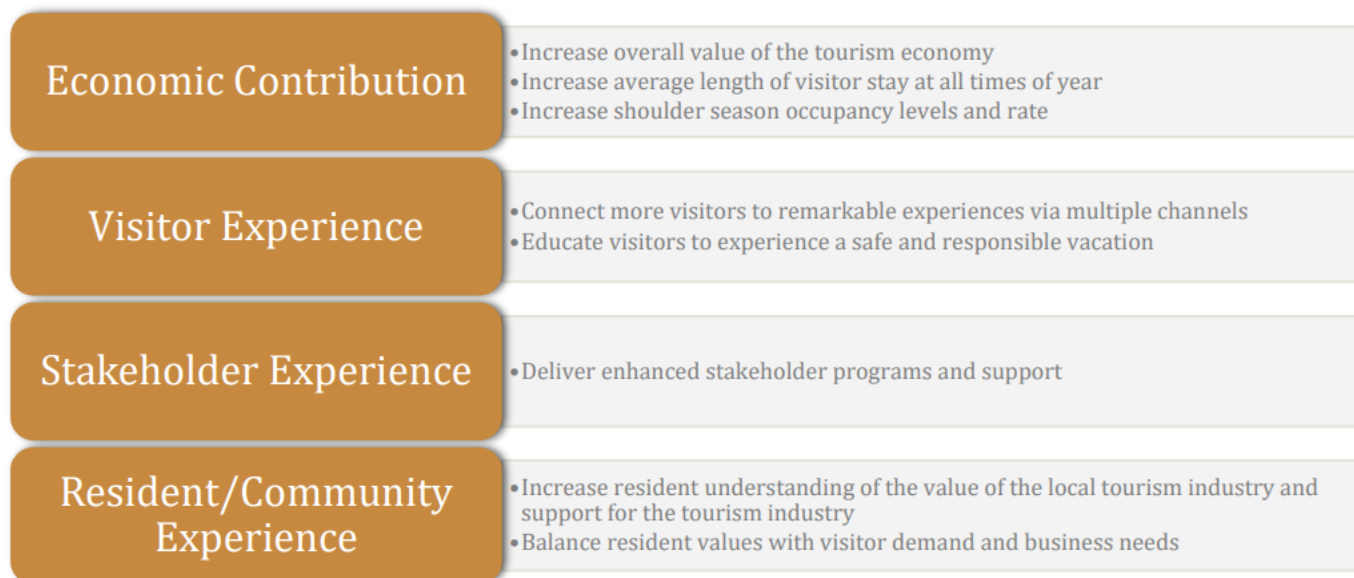 Economic Contribution
•Increase overall value of the tourism economy
•Increase average length of visitor stay at all times of year
•Increase shoulder season occupancy levels and rate
Visitor Experience
•Connect more visitors to remarkable experiences via multiple channels
•Educate visitors to experience a safe and responsible vacation
Stakeholder Experience
•Deliver enhanced stakeholder programs and support
Resident/Community
Experience
•Increase resident understanding of the value of the local tourism industry and
support for the tourism industry
•Balance resident values with visitor demand and business needs